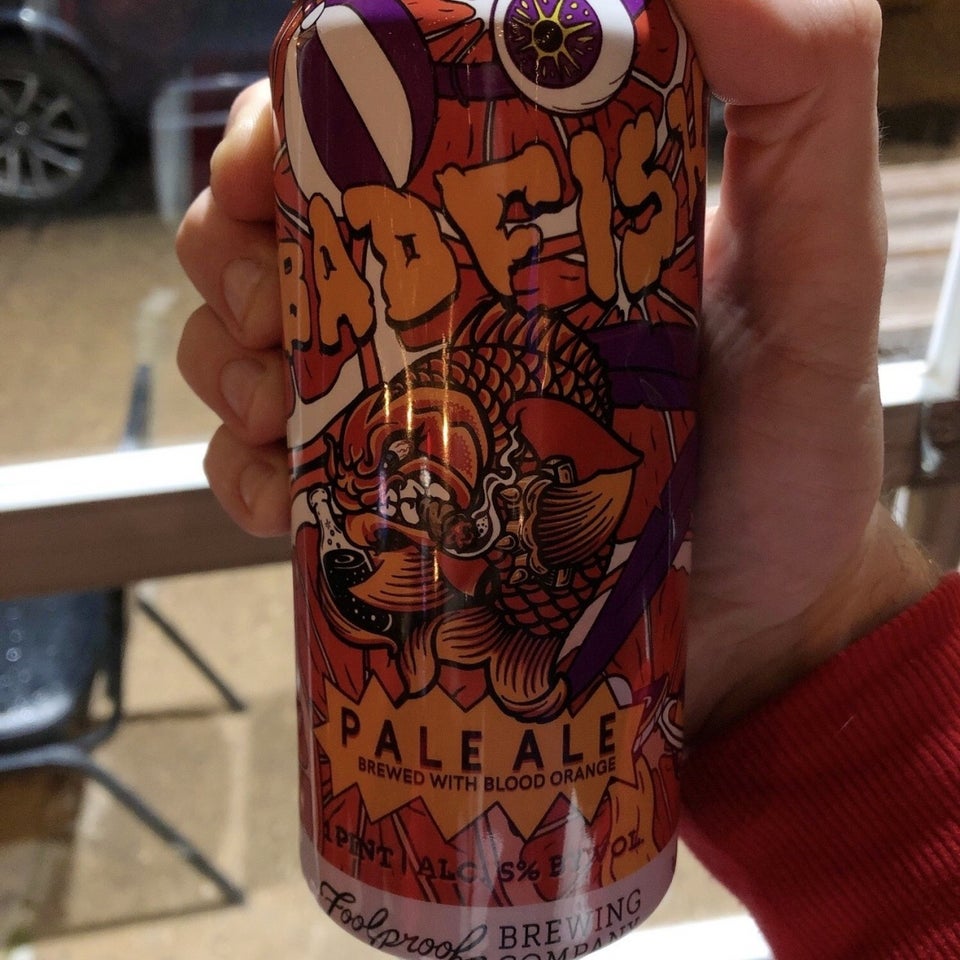 BADFISH
PALE ALE
BREWED WITH BLOOD ORANGE
1 PINT | ALC. 5% BY VOL
Foolproof BREWING
COMPANY